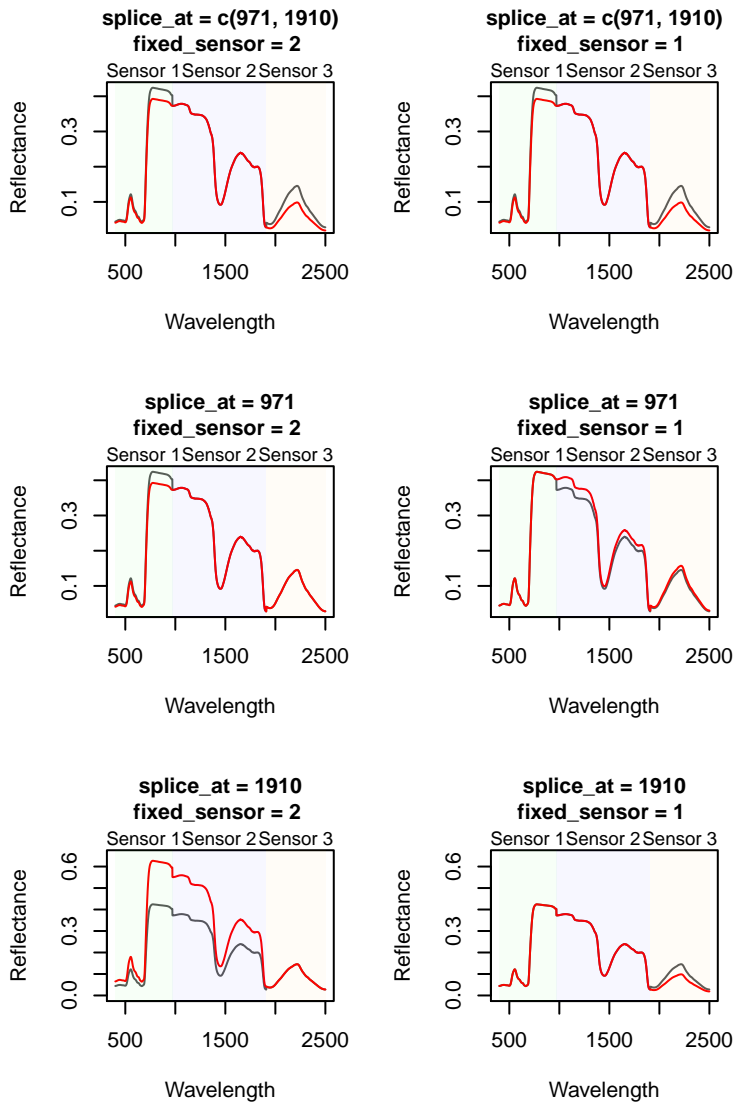 splice_at = c(971, 1910)
fixed_sensor = 2
Sensor 1 Sensor 2 Sensor 3
Reflectance
0.3
0.1
500 1500 2500
Wavelength
splice_at = c(971, 1910)
fixed_sensor = 1
Sensor 1 Sensor 2 Sensor 3
Reflectance
0.3
0.1
500 1500 2500
Wavelength
splice_at = 971
fixed_sensor = 2
Sensor 1 Sensor 2 Sensor 3
Reflectance
0.3
0.1
500 1500 2500
Wavelength
splice_at = 971
fixed_sensor = 1
Sensor 1 Sensor 2 Sensor 3
Reflectance
0.3
0.1
500 1500 2500
Wavelength
splice_at = 1910
fixed_sensor = 2
Sensor 1 Sensor 2 Sensor 3
Reflectance
0.6
0.3
0.0
500 1500 2500
Wavelength
splice_at = 1910
fixed_sensor = 1
Sensor 1 Sensor 2 Sensor 3
Reflectance
0.6
0.3
0.0
500 1500 2500
Wavelength